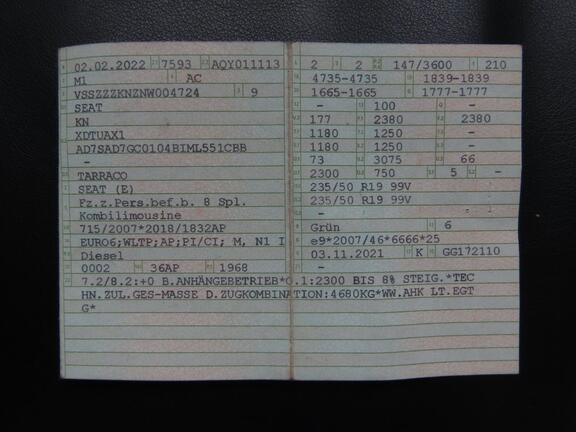 02.02.2022 7593 AQY011113
M1 AC
VSSZZZKNZNW004724 9
SEAT
KN
XDTUAX1
AD7SAD7GC0104BIML551CBB
-
TARRACO
SEAT (E)
Fz.z.Pers.bef.b. 8 Spl.
Kombilimousine
715/2007*2018/1832AP
EURO6;WLTP;AP;PI/CI; M, N1 I
Diesel
0002 36AP 1968
2 2 147/3600 210
4735-4735 1839-1839
1665-1665 1777-1777
- 100 -
177 2380 2380
1180 1250 -
1180 1250 -
73 3075 66
2300 750 5 -
235/50 R19 99V
235/50 R19 99V
-
Grün 6
e9*2007/46*6666*25
03.11.2021 K GG172110
-
7.2/8.2:+0 B.ANHÄNGEBETRIEB*O.1:2300 BIS 8% STEIG.*TEC
HN.ZUL.GES-MASSE D.ZUGKOMBINATION:4680KG*WW.AHK LT.EGT
G*